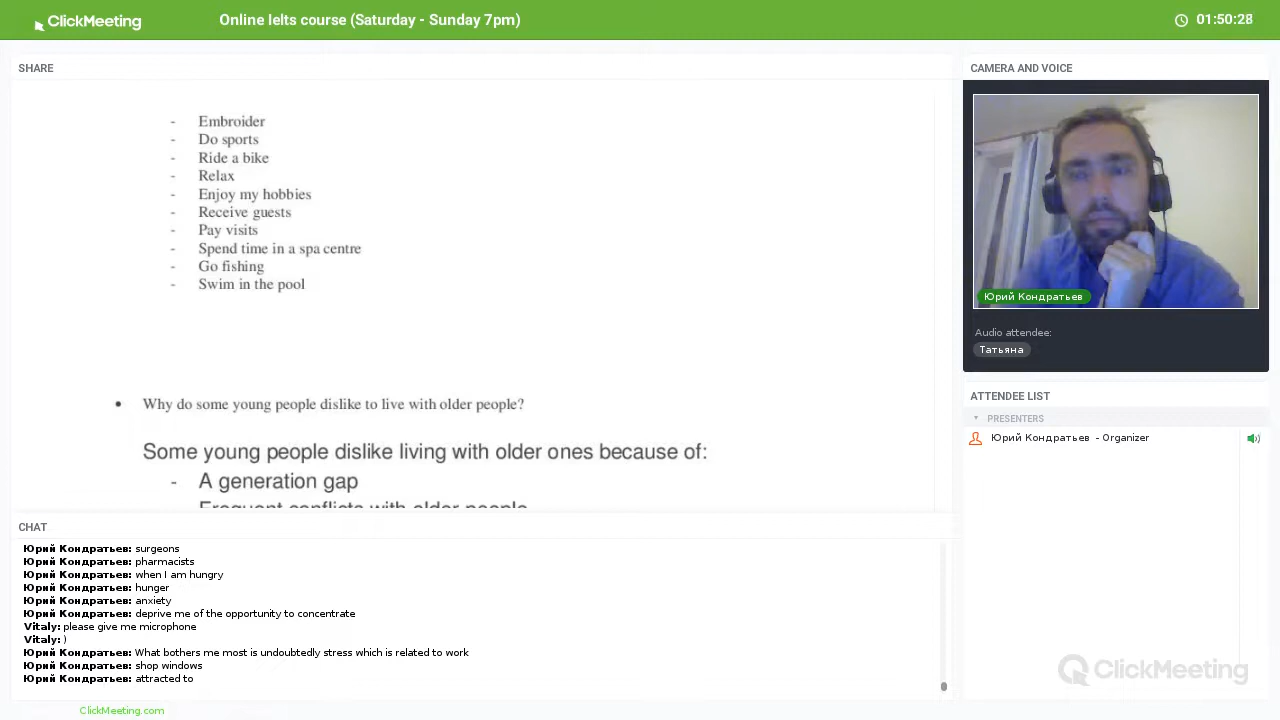 ClickMeeting
Online Ielts course (Saturday - Sunday 7pm)
01:50:28
SHARE
- Embroider
- Do sports
- Ride a bike
- Relax
- Enjoy my hobbies
- Receive guests
- Pay visits
- Spend time in a spa centre
- Go fishing
- Swim in the pool
• Why do some young people dislike to live with older people?
Some young people dislike living with older ones because of:
- A generation gap
Frequent conflicts with older people
CHAT
Юрий Кондратьев: surgeons
Юрий Кондратьев: pharmacists
Юрий Кондратьев: when I am hungry
Юрий Кондратьев: hunger
Юрий Кондратьев: anxiety
Юрий Кондратьев: deprive me of the opportunity to concentrate
Vitaly: please give me microphone
Vitaly: )
Юрий Кондратьев: What bothers me most is undoubtedly stress which is related to work
Юрий Кондратьев: shop windows
Юрий Кондратьев: attracted to
ClickMeeting.com
CAMERA AND VOICE
Юрий Кондратьев
Audio attendee:
Татьяна
ATTENDEE LIST
PRESENTERS
Юрий Кондратьев - Organizer
ClickMeeting